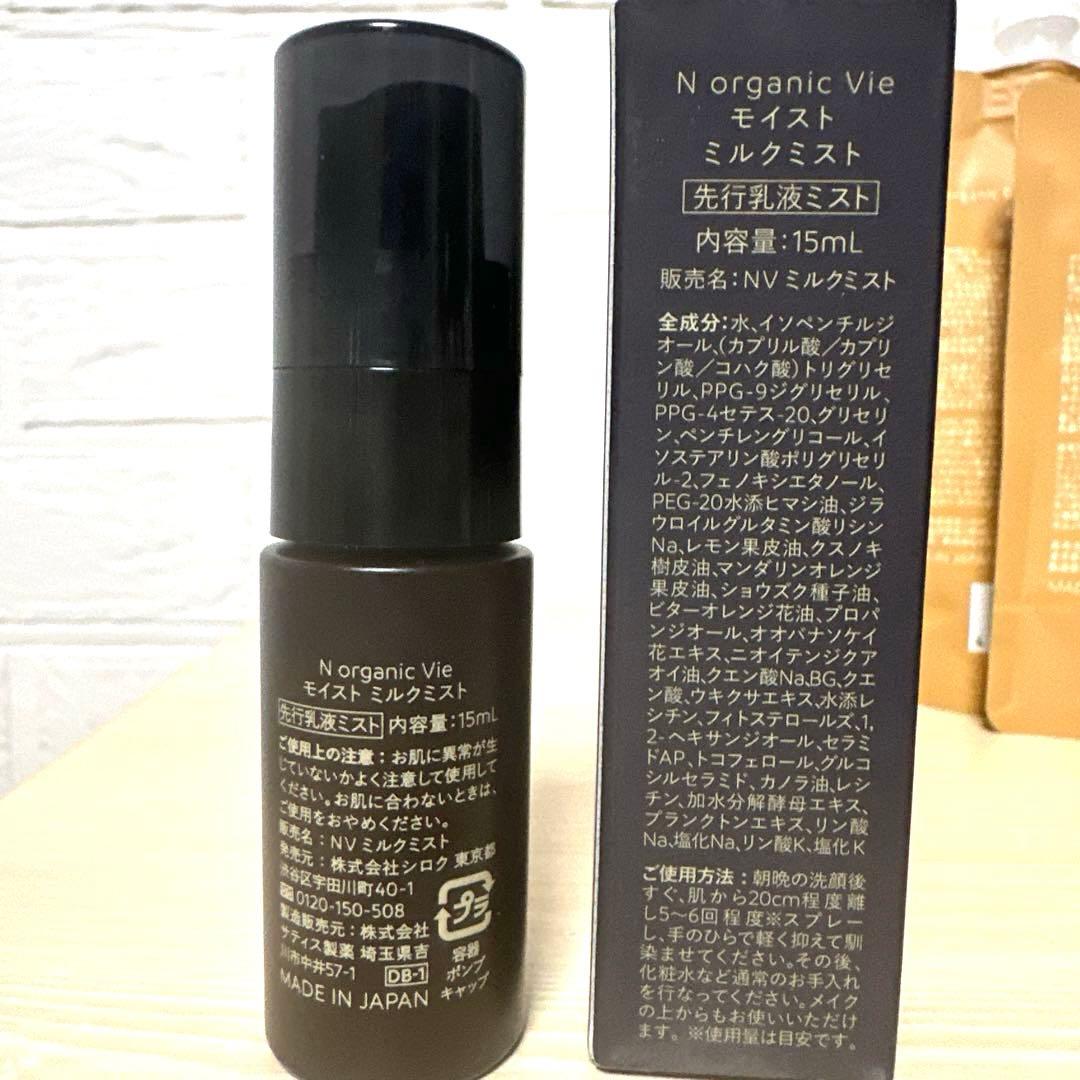 N organic Vie
モイスト ミルクミスト
先行乳液ミスト 内容量：15mL
ご使用上の注意：お肌に異常が生
じていないかよく注意して使用して
ください。お肌に合わないときは、
ご使用をおやめください。
販売名：NVミルクミスト
発売元：株式会社シロク 東京都
渋谷区宇田川町40-1
0120-150-508
製造販売元：株式会社
サティス製薬 埼玉県吉
川市中井57-1 DB-1
MADE IN JAPAN
プラ
容器
ポンプ
キャップ
N organic Vie
モイスト
ミルクミスト
先行乳液ミスト
内容量：15mL
販売名：NVミルクミスト
全成分：水、イソペンチルジ
オール、（カプリル酸／カプリ
ン酸／コハク酸）トリグリセ
リル、PPG-9ジグリセリル、
PPG-4セテス-20、グリセリ
ン、ペンチレングリコール、イ
ソステアリン酸ポリグリセリ
ル-2、フェノキシエタノール、
PEG-20水添ヒマシ油、ジラ
ウロイルグルタミン酸リシン
Na、レモン果皮油、クスノキ
樹皮油、マンダリンオレンジ
果皮油、ショウズク種子油、
ビターオレンジ花油、プロパ
ンジオール、オオバナソケイ
花エキス、ニオイテンジクア
オイ油、クエン酸Na、BG、クエ
ン酸、ウキクサエキス、水添レ
シチン、フィトステロールズ、1,
2-ヘキサンジオール、セラミ
ドAP、トコフェロール、グルコ
シルセラミド、カノラ油、レシ
チン、加水分解酵母エキス、
プランクトンエキス、リン酸
Na、塩化Na、リン酸K、塩化K
ご使用方法：朝晩の洗顔後
すぐ、肌から20cm程度離
し5〜6回程度※スプレー
し、手のひらで軽く抑えて馴
染ませてください。その後、
化粧水など通常のお手入れ
を行なってください。メイク
の上からもお使いいただけ
ます。※使用量は目安です。